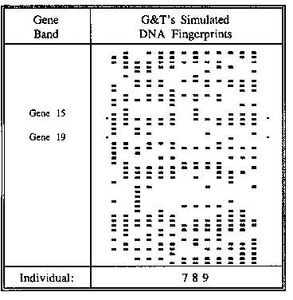 Gene Band
G&T's Simulated DNA Fingerprints
Gene 15
Gene 19
Individual: 7 8 9